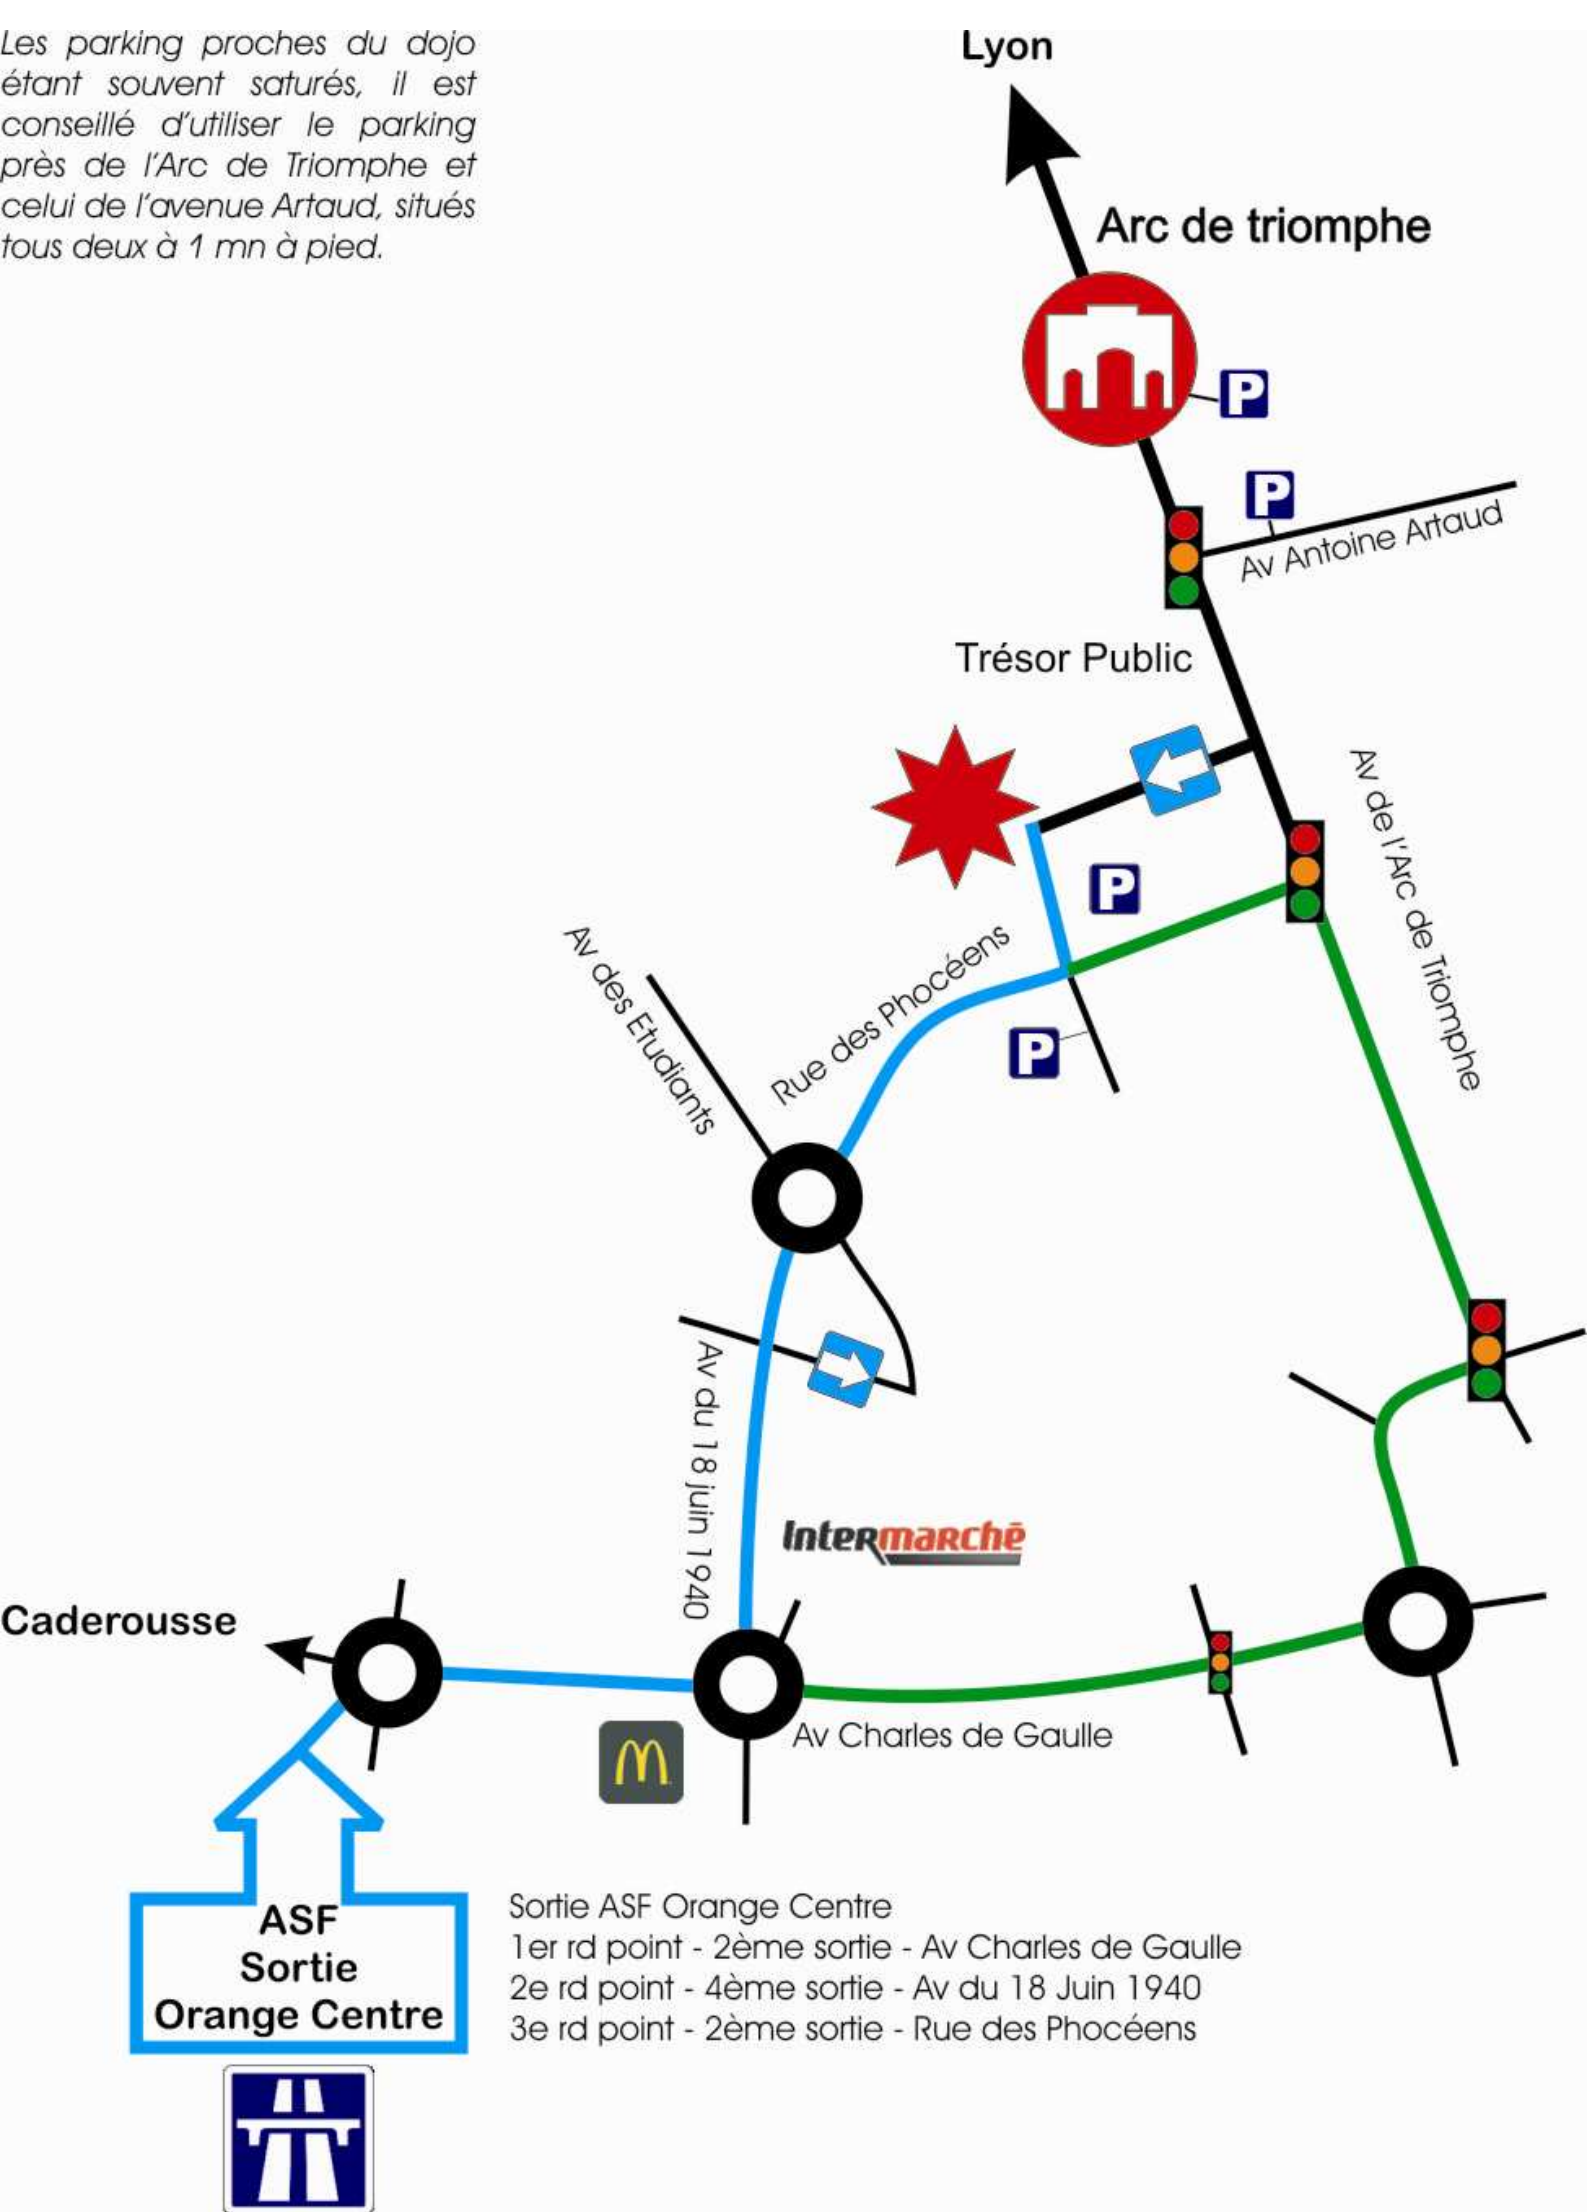 Les parking proches du dojo
étant souvent saturés, il est
conseillé d'utiliser le parking
près de l'Arc de Triomphe et
celui de l'avenue Artaud, situés
tous deux à 1 mn à pied.
Lyon
Arc de triomphe
P
P
Av Antoine Artaud
Trésor Public
Av de l'Arc de Triomphe
P
Rue des Phocéens
Av des Etudiants
P
Av du 18 juin 1940
Intermarchē
Caderousse
Av Charles de Gaulle
M
ASF
Sortie
Orange Centre
Sortie ASF Orange Centre
1er rd point - 2ème sortie - Av Charles de Gaulle
2e rd point - 4ème sortie - Av du 18 Juin 1940
3e rd point - 2ème sortie - Rue des Phocéens